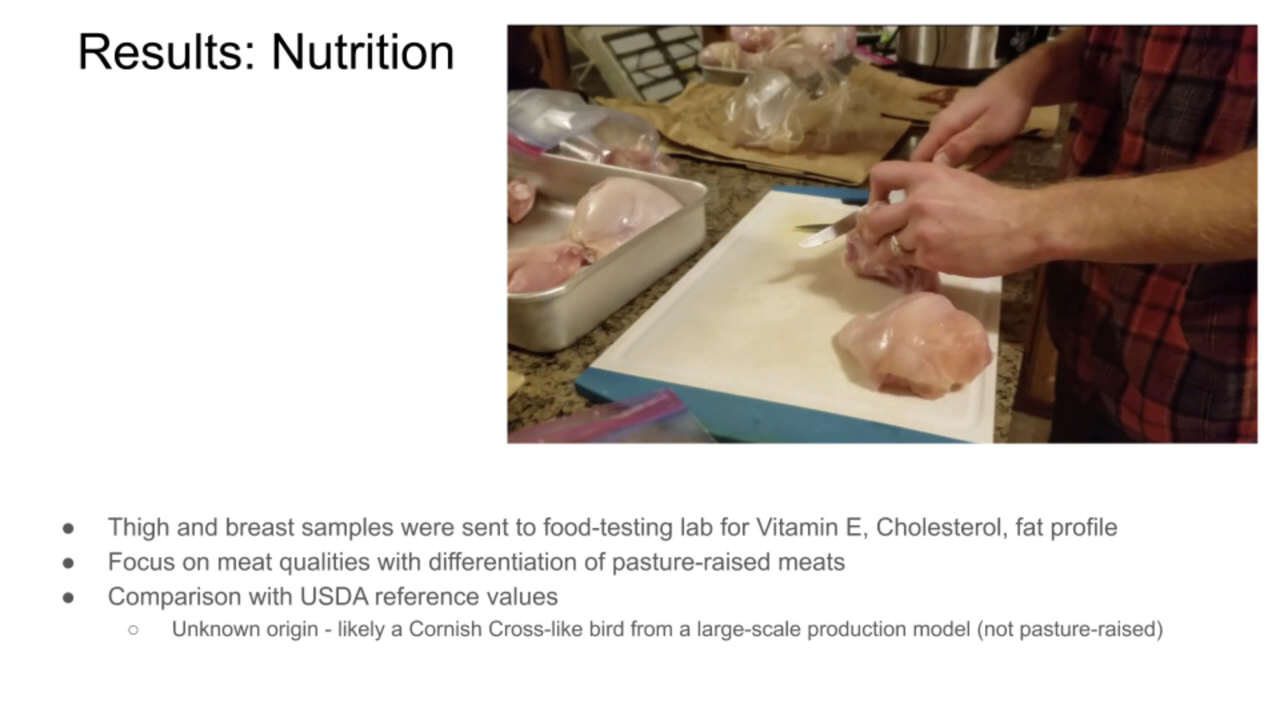 Results: Nutrition
● Thigh and breast samples were sent to food-testing lab for Vitamin E, Cholesterol, fat profile
● Focus on meat qualities with differentiation of pasture-raised meats
● Comparison with USDA reference values
○ Unknown origin - likely a Cornish Cross-like bird from a large-scale production model (not pasture-raised)